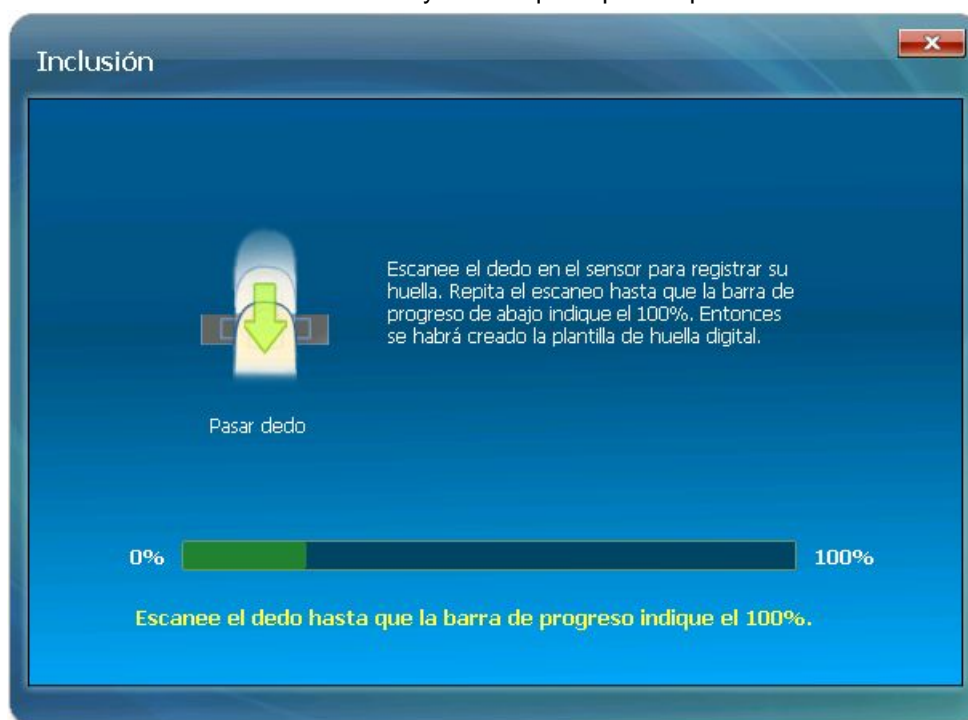 Inclusión
Escanee el dedo en el sensor para registrar su
huella. Repita el escaneo hasta que la barra de
progreso de abajo indique el 100%. Entonces
se habrá creado la plantilla de huella digital.
Pasar dedo
0% 100%
Escanee el dedo hasta que la barra de progreso indique el 100%.